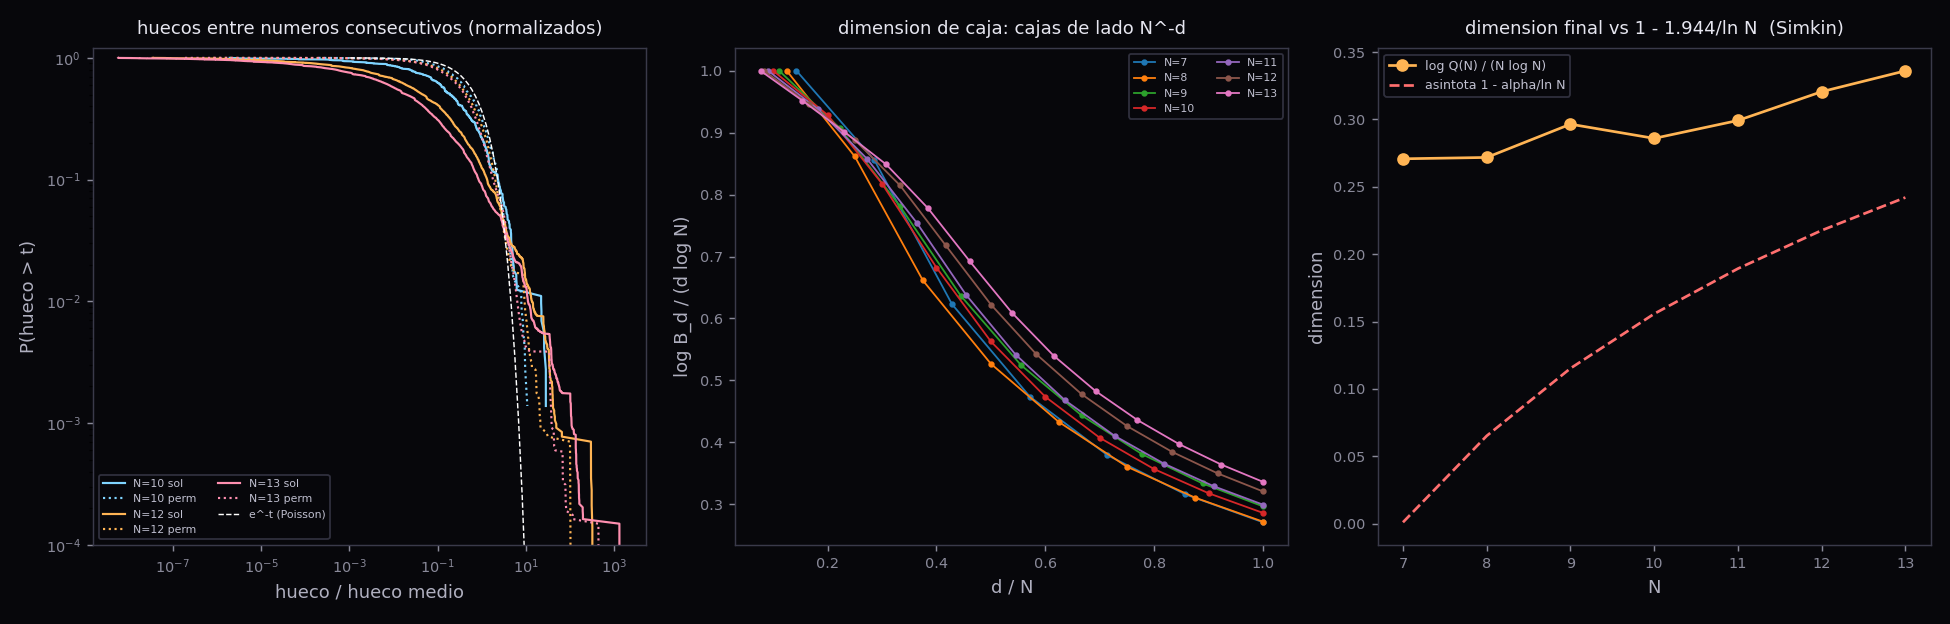 huecos entre numeros consecutivos (normalizados)
P(hueco > t)
10^0
10^-1
10^-2
10^-3
10^-4
N=10 sol
N=10 perm
N=12 sol
N=12 perm
N=13 sol
N=13 perm
e^-t (Poisson)
10^-7
10^-5
10^-3
10^-1
10^1
10^3
hueco / hueco medio
dimension de caja: cajas de lado N^-d
log B_d / (d log N)
1.0
0.9
0.8
0.7
0.6
0.5
0.4
0.3
N=7
N=8
N=9
N=10
N=11
N=12
N=13
0.2
0.4
0.6
0.8
1.0
d / N
dimension final vs 1 - 1.944/ln N  (Simkin)
dimension
0.35
0.30
0.25
0.20
0.15
0.10
0.05
0.00
log Q(N) / (N log N)
asintota 1 - alpha/ln N
7
8
9
10
11
12
13
N